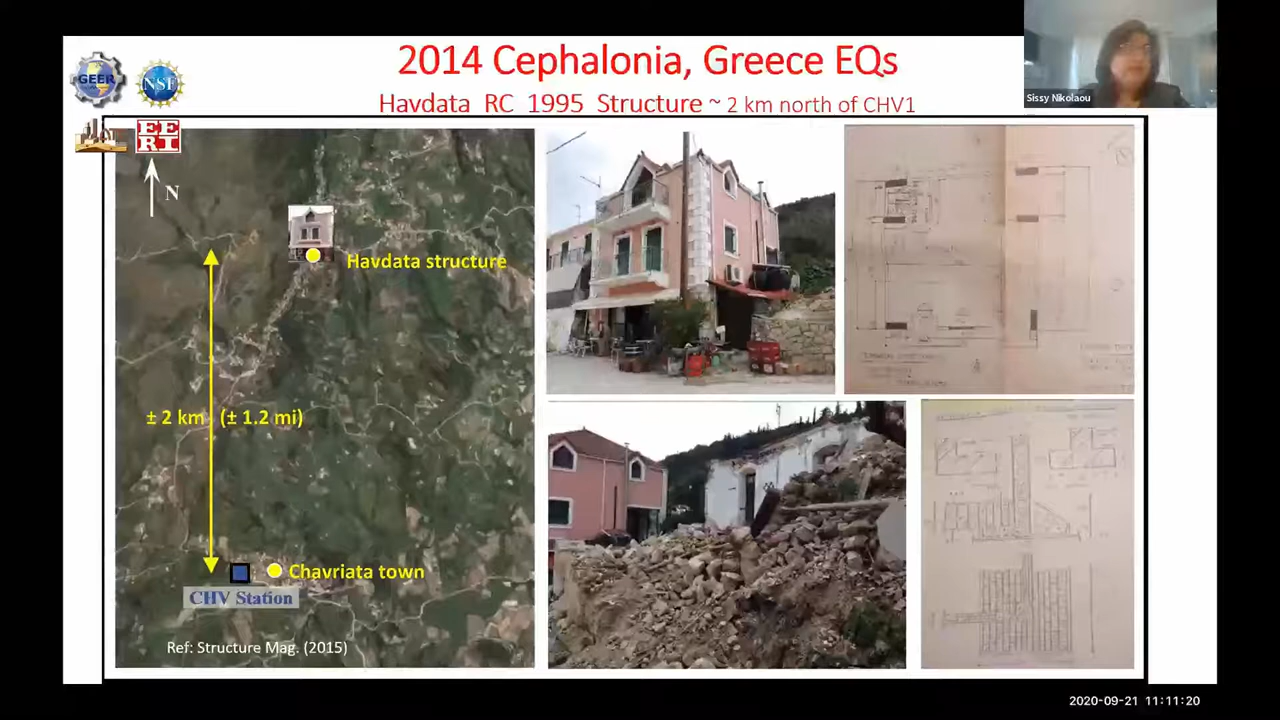 2014 Cephalonia, Greece EQs
Havdata RC 1995 Structure ~ 2 km north of CHV1
Sissy Nikolaou
GEER
NSF
EE
RI
N
Havdata structure
± 2 km (± 1.2 mi)
Chavriata town
CHV Station
Ref: Structure Mag. (2015)
2020-09-21 11:11:20